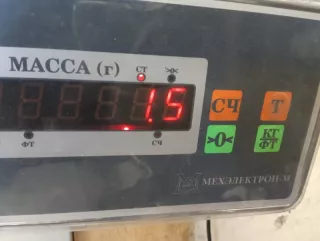 МАССА (г)
СТ >0<
1.5
ФТ СЧ
СЧ Т
>0< КГ ФТ
МЕХЭЛЕКТРОН-М